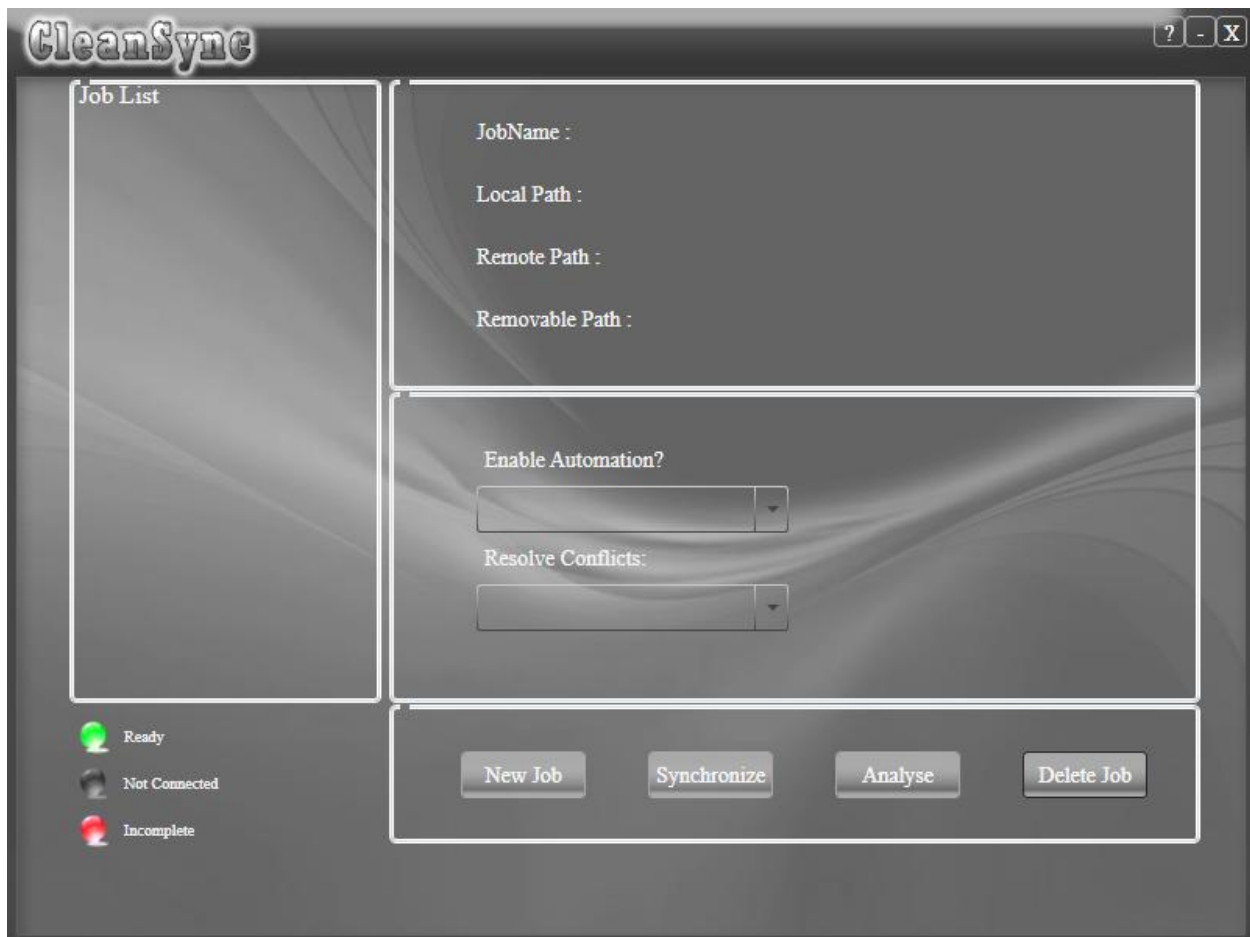 CleanSync
? - X
Job List
JobName :
Local Path :
Remote Path :
Removable Path :
Enable Automation?
Resolve Conflicts:
Ready
Not Connected
Incomplete
New Job Synchronize Analyse Delete Job